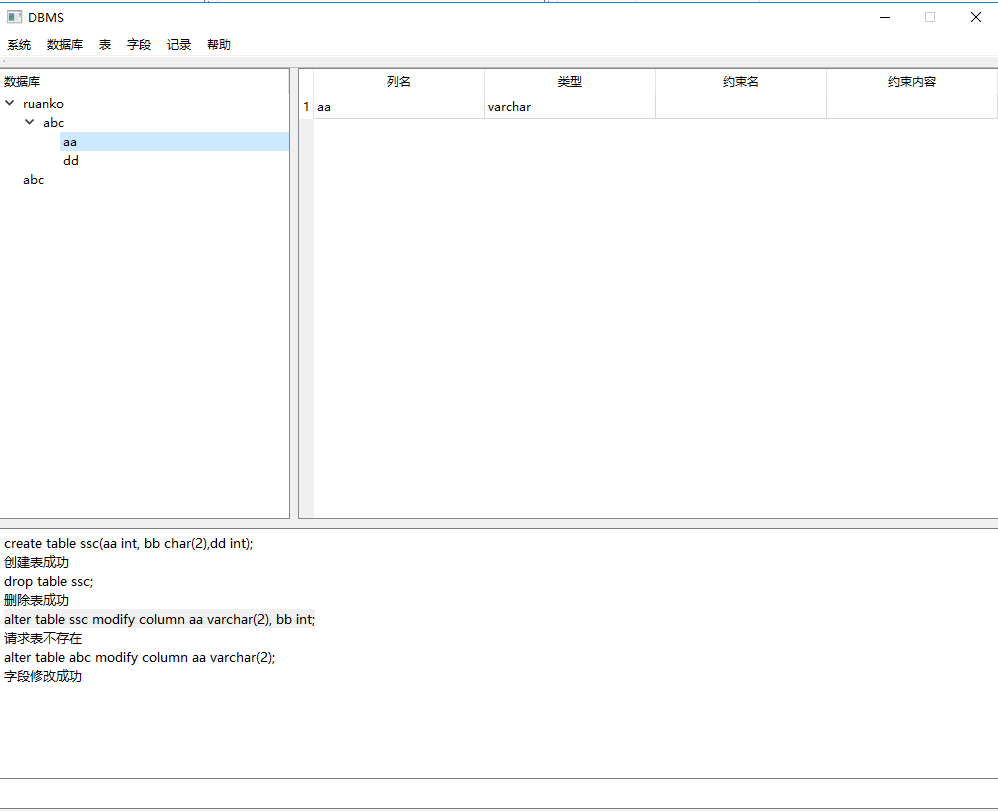 DBMS
系统 数据库 表 字段 记录 帮助
数据库
ruanko
abc
aa
dd
abc
列名 类型 约束名 约束内容
1 aa varchar
create table ssc(aa int, bb char(2),dd int);
创建表成功
drop table ssc;
删除表成功
alter table ssc modify column aa varchar(2), bb int;
请求表不存在
alter table abc modify column aa varchar(2);
字段修改成功